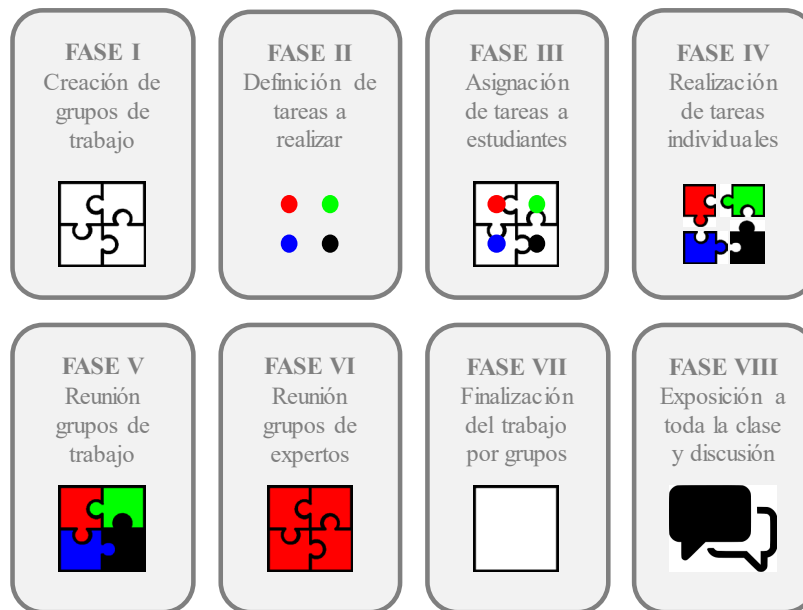 FASE I
Creación de
grupos de
trabajo
FASE II
Definición de
tareas a
realizar
FASE III
Asignación
de tareas a
estudiantes
FASE IV
Realización
de tareas
individuales
FASE V
Reunión
grupos de
trabajo
FASE VI
Reunión
grupos de
expertos
FASE VII
Finalización
del trabajo
por grupos
FASE VIII
Exposición a
toda la clase
y discusión